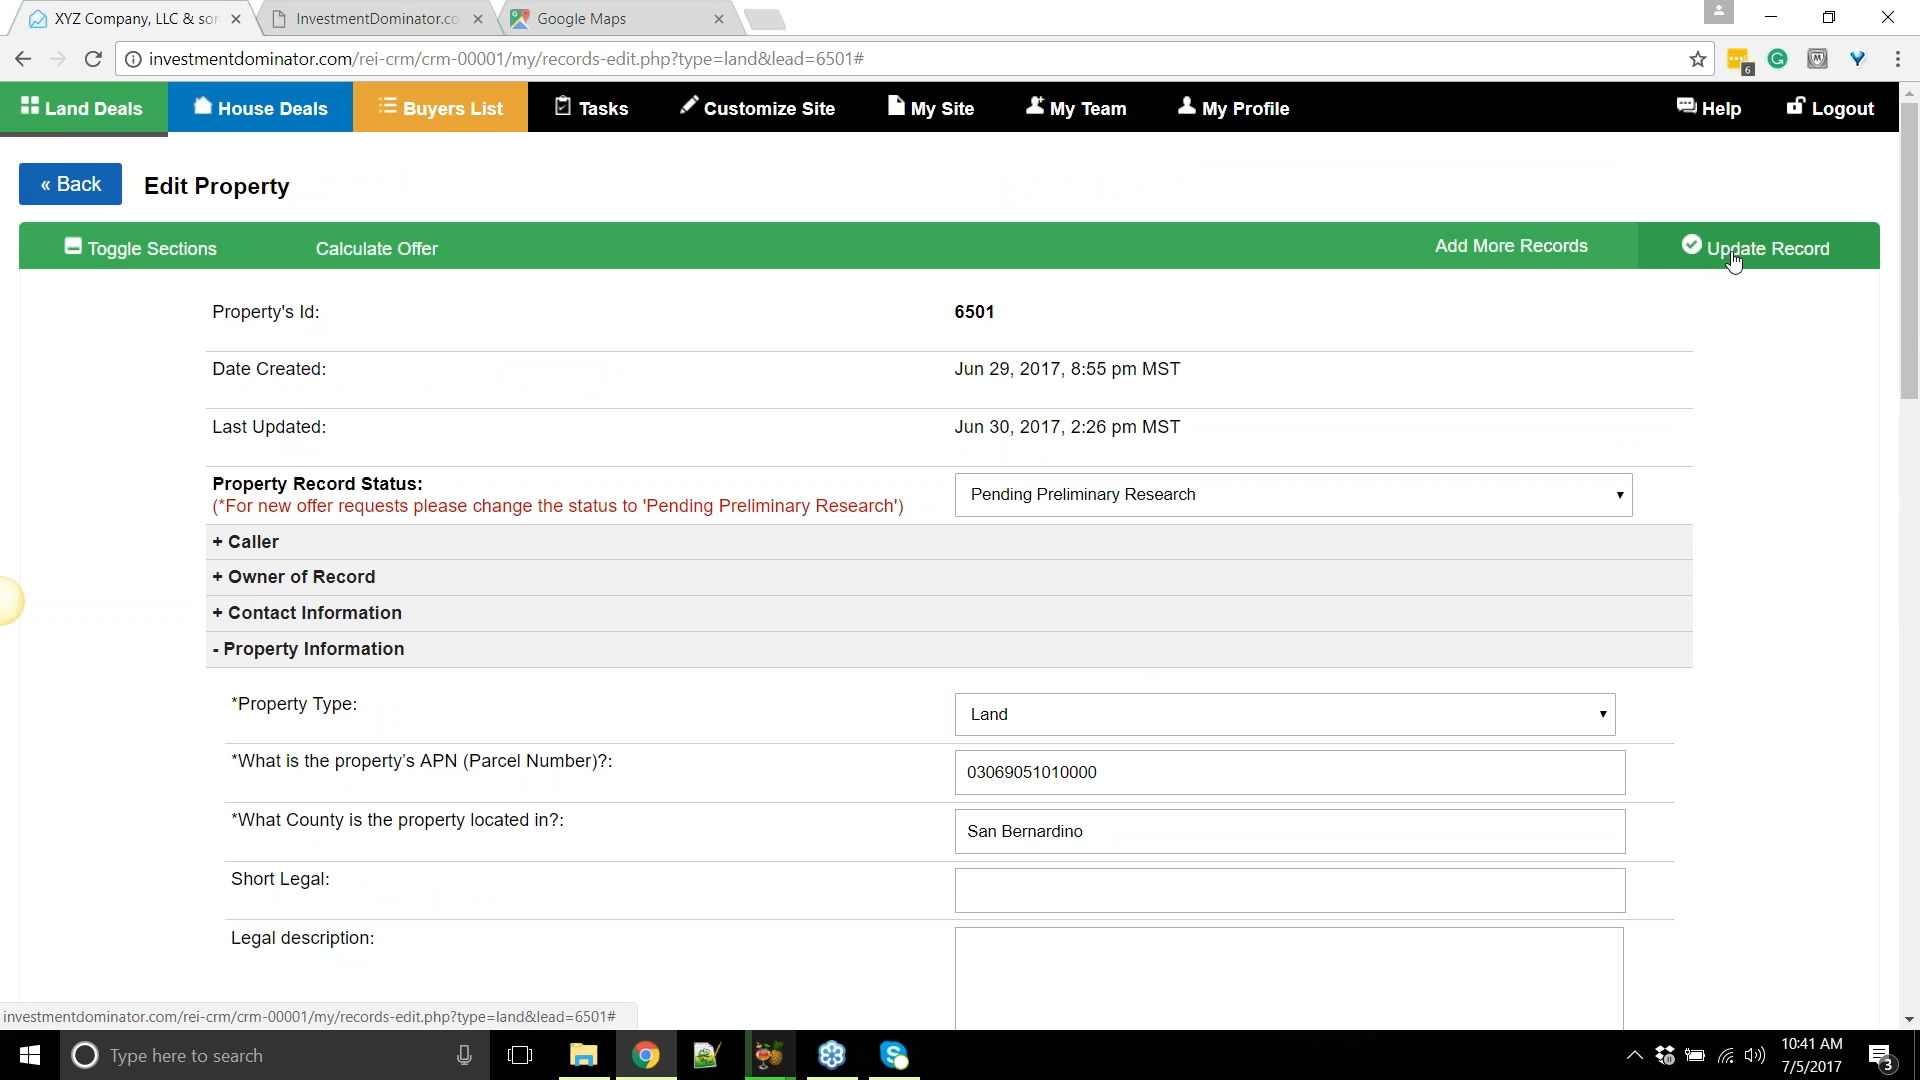 XYZ Company, LLC & sor
InvestmentDominator.co
Google Maps
investmentdominator.com/rei-crm/crm-00001/my/records-edit.php?type=land&lead=6501#
6
Land Deals
House Deals
Buyers List
Tasks
Customize Site
My Site
My Team
My Profile
Help
Logout
« Back
Edit Property
Toggle Sections
Calculate Offer
Add More Records
Update Record
Property's Id:
6501
Date Created:
Jun 29, 2017, 8:55 pm MST
Last Updated:
Jun 30, 2017, 2:26 pm MST
Property Record Status:
(*For new offer requests please change the status to 'Pending Preliminary Research')
Pending Preliminary Research
+ Caller
+ Owner of Record
+ Contact Information
- Property Information
*Property Type:
Land
*What is the property's APN (Parcel Number)?:
03069051010000
*What County is the property located in?:
San Bernardino
Short Legal:
Legal description:
investmentdominator.com/rei-crm/crm-00001/my/records-edit.php?type=land&lead=6501#
Type here to search
10:41 AM
7/5/2017
3